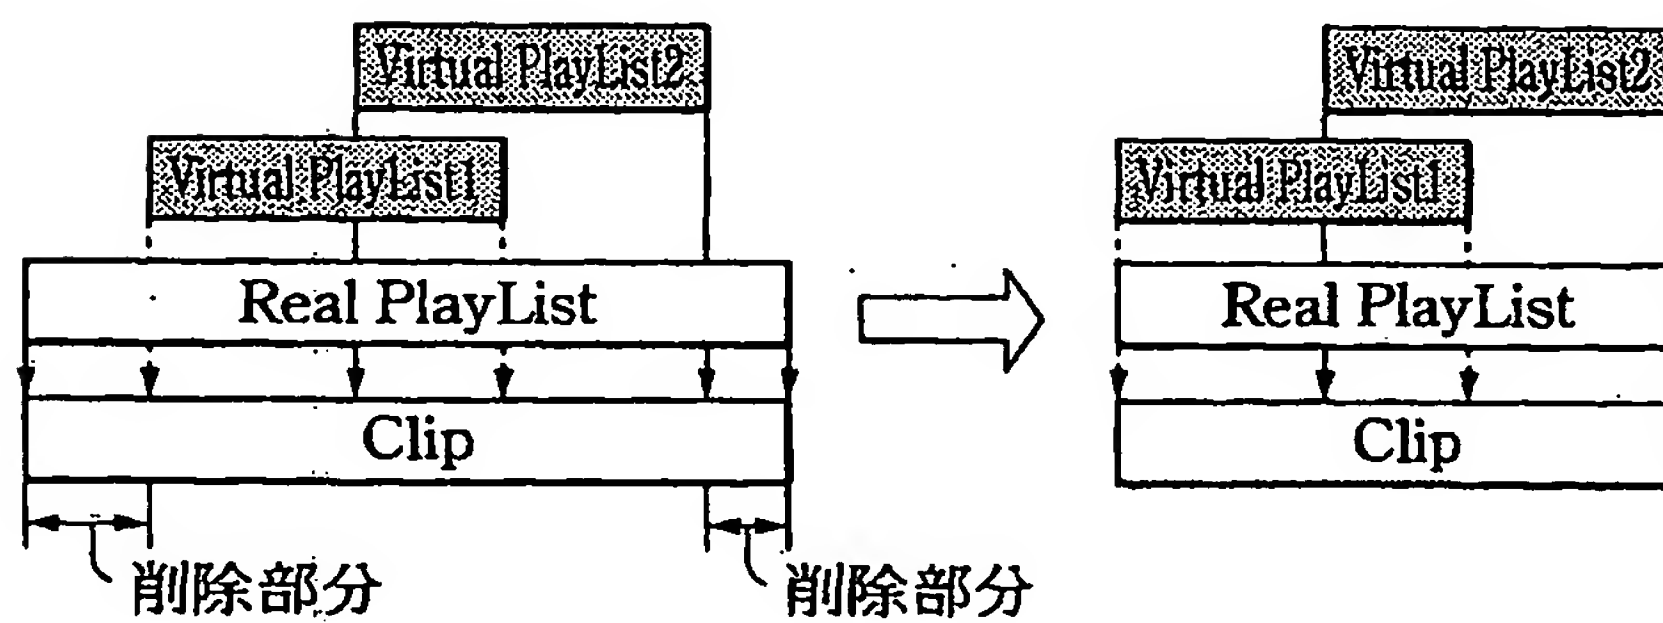 Virtual PlayList2
Virtual PlayList1
Real PlayList
Clip
削除部分
削除部分
Virtual PlayList2
Virtual PlayList1
Real PlayList
Clip